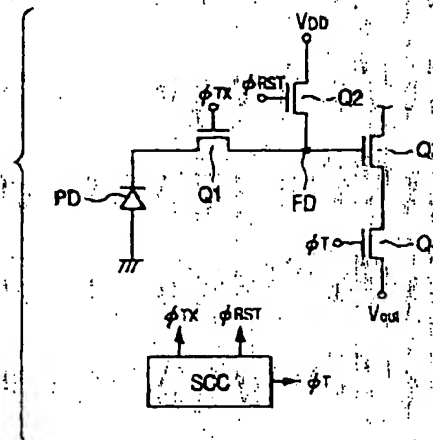 VDD
φRST
Q2
φTX
Q
PD
Q1
FD
φT
Q
Vout
φTX φRST
SCC
φT